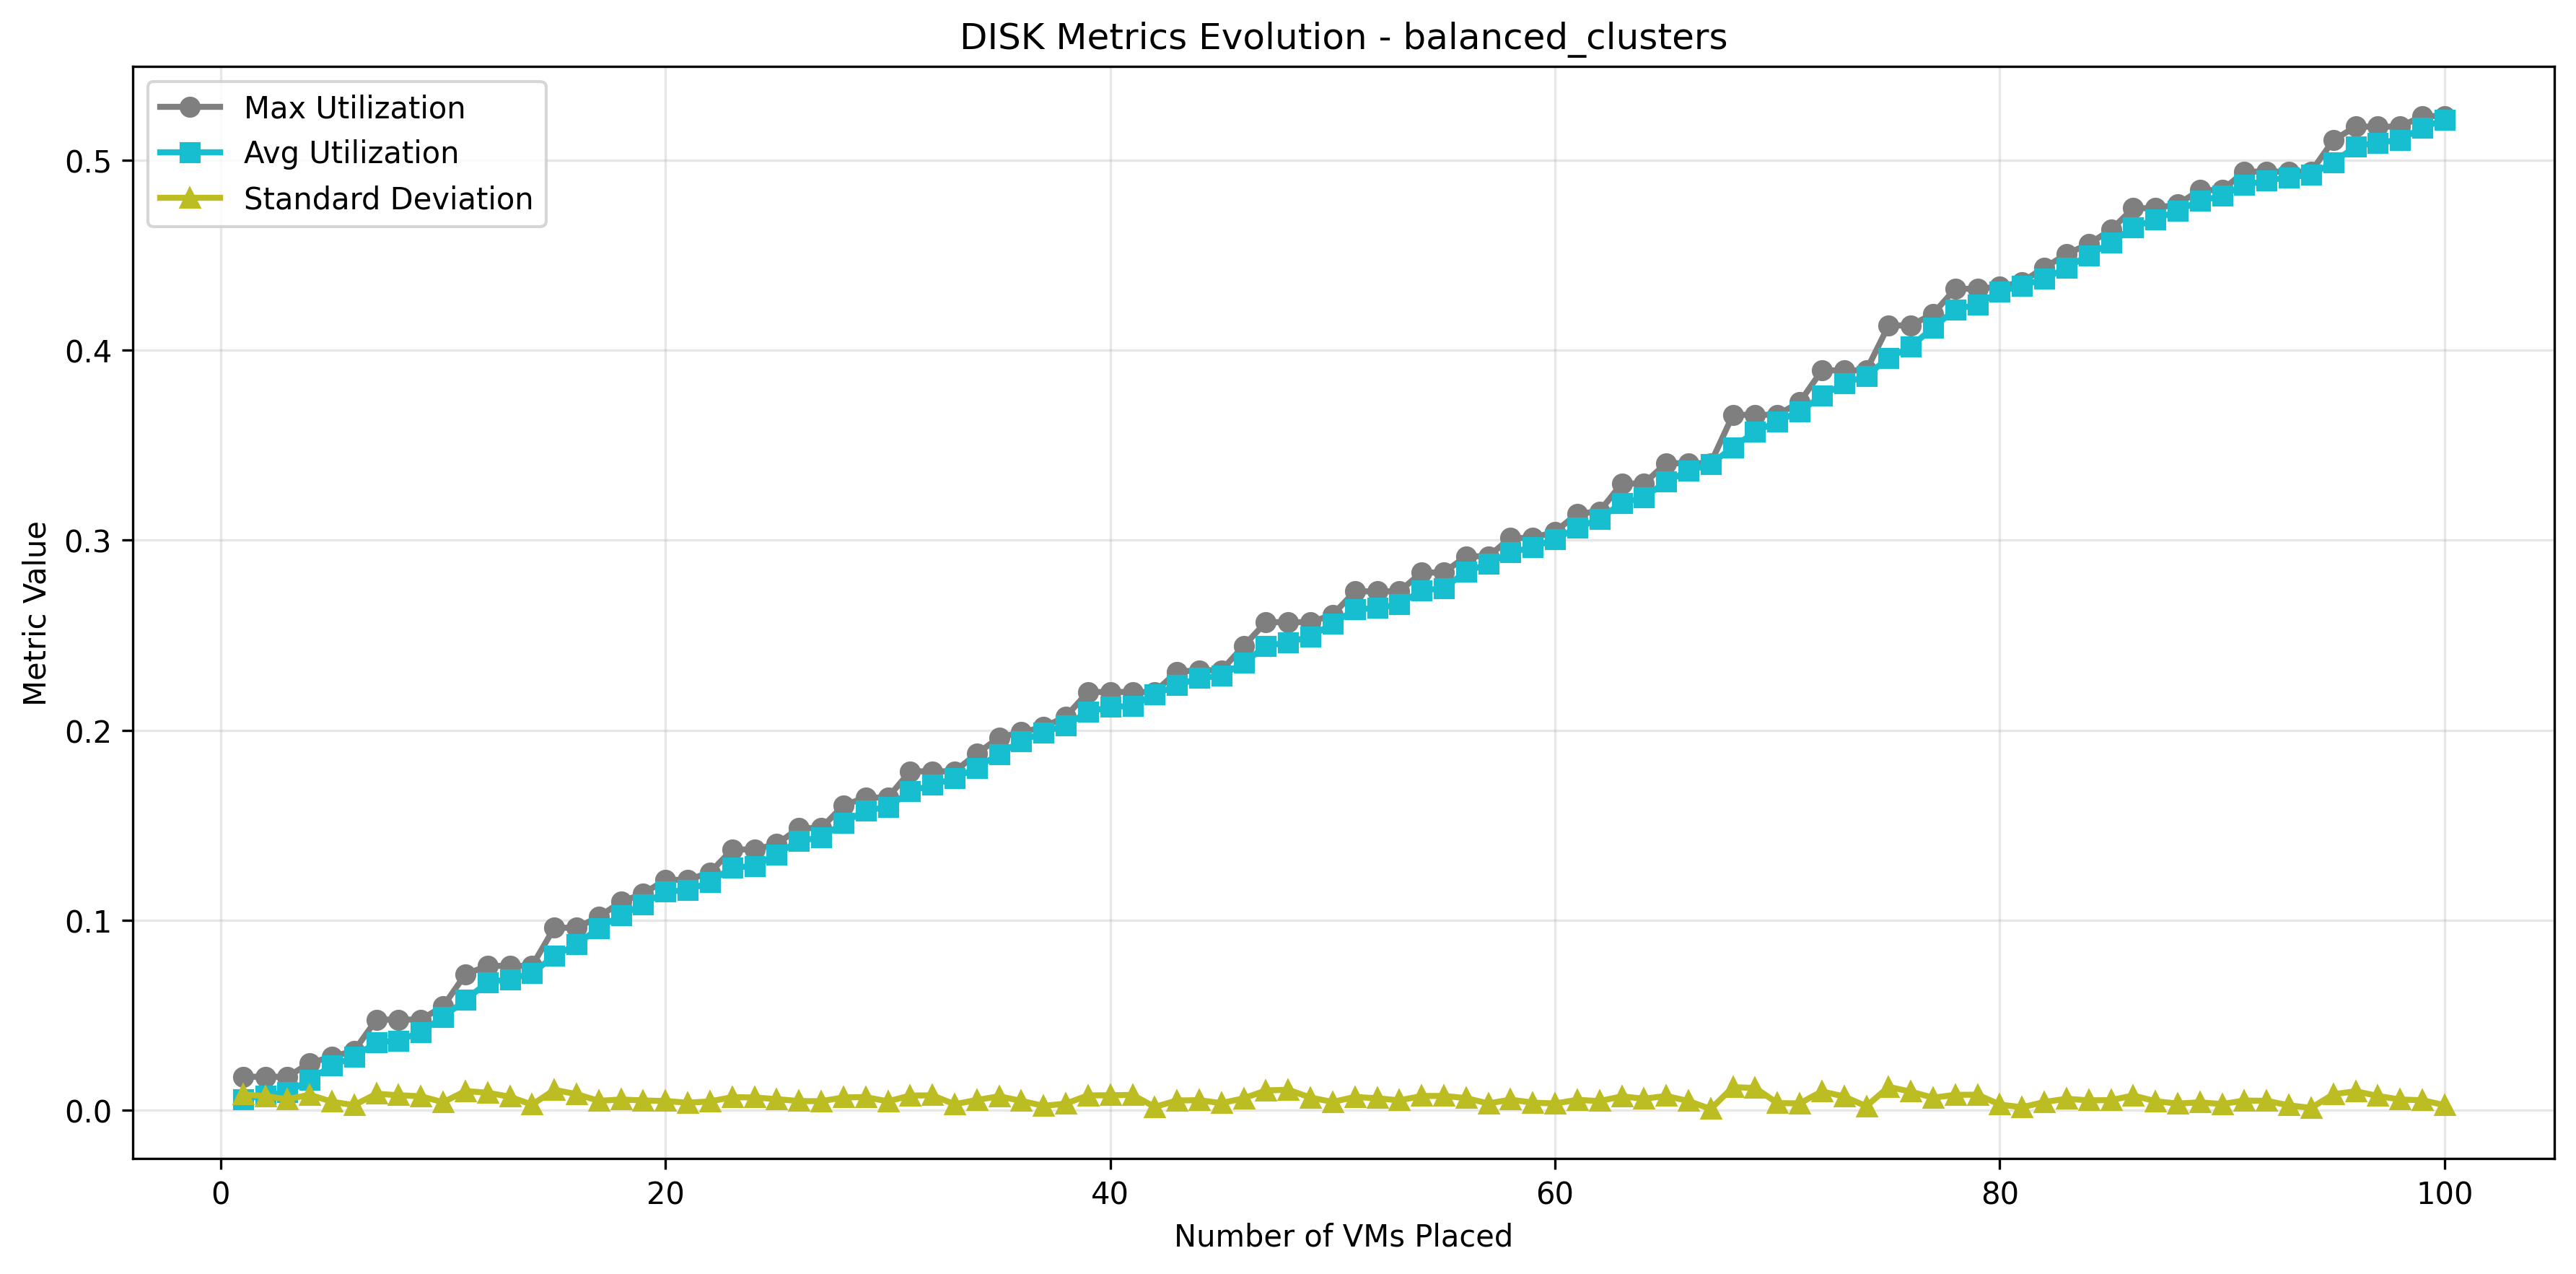 DISK Metrics Evolution - balanced_clusters
Max Utilization
Avg Utilization
Standard Deviation
Metric Value
0.5
0.4
0.3
0.2
0.1
0.0
0 20 40 60 80 100
Number of VMs Placed